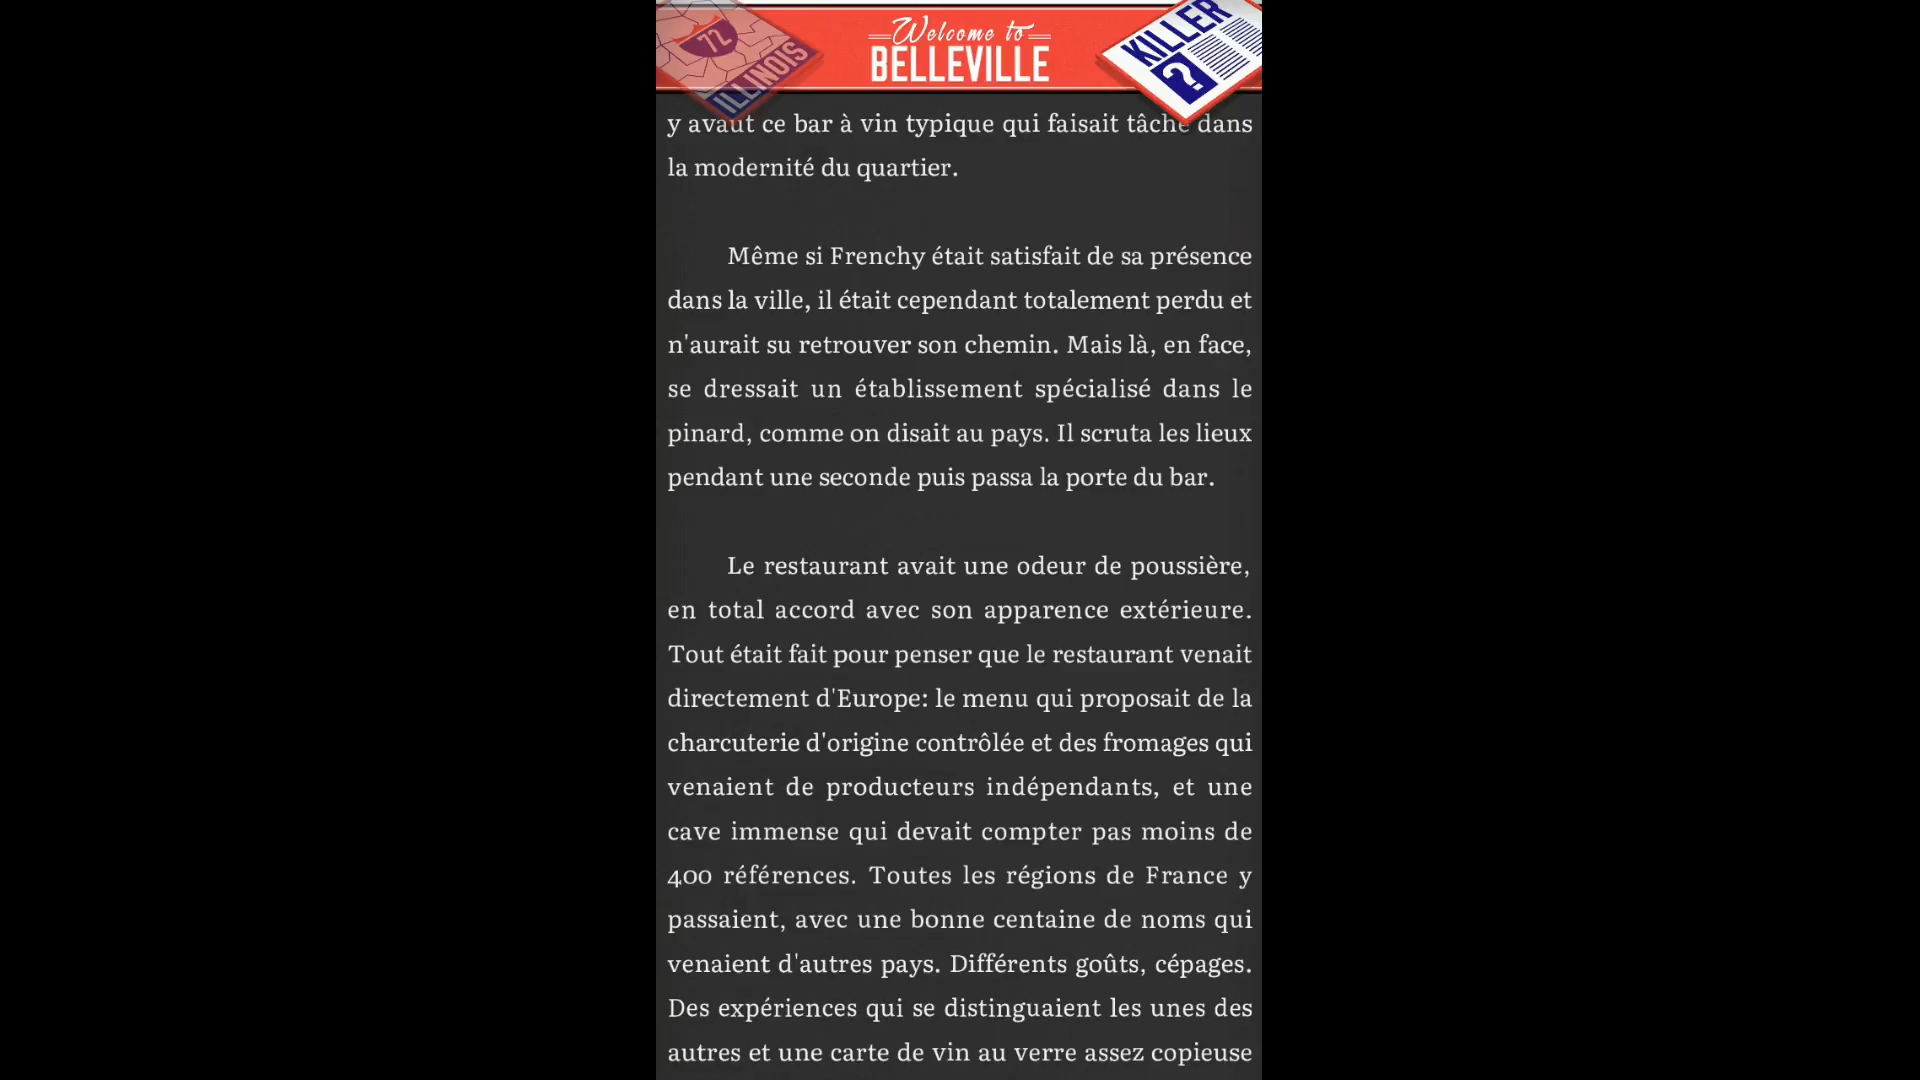 72
ILLINOIS
Welcome to
BELLEVILLE
KILLER
?
y avait ce bar à vin typique qui faisait tâche dans
la modernité du quartier.
Même si Frenchy était satisfait de sa présence
dans la ville, il était cependant totalement perdu et
n'aurait su retrouver son chemin. Mais là, en face,
se dressait un établissement spécialisé dans le
pinard, comme on disait au pays. Il scruta les lieux
pendant une seconde puis passa la porte du bar.
Le restaurant avait une odeur de poussière,
en total accord avec son apparence extérieure.
Tout était fait pour penser que le restaurant venait
directement d'Europe: le menu qui proposait de la
charcuterie d'origine contrôlée et des fromages qui
venaient de producteurs indépendants, et une
cave immense qui devait compter pas moins de
400 références. Toutes les régions de France y
passaient, avec une bonne centaine de noms qui
venaient d'autres pays. Différents goûts, cépages.
Des expériences qui se distinguaient les unes des
autres et une carte de vin au verre assez copieuse